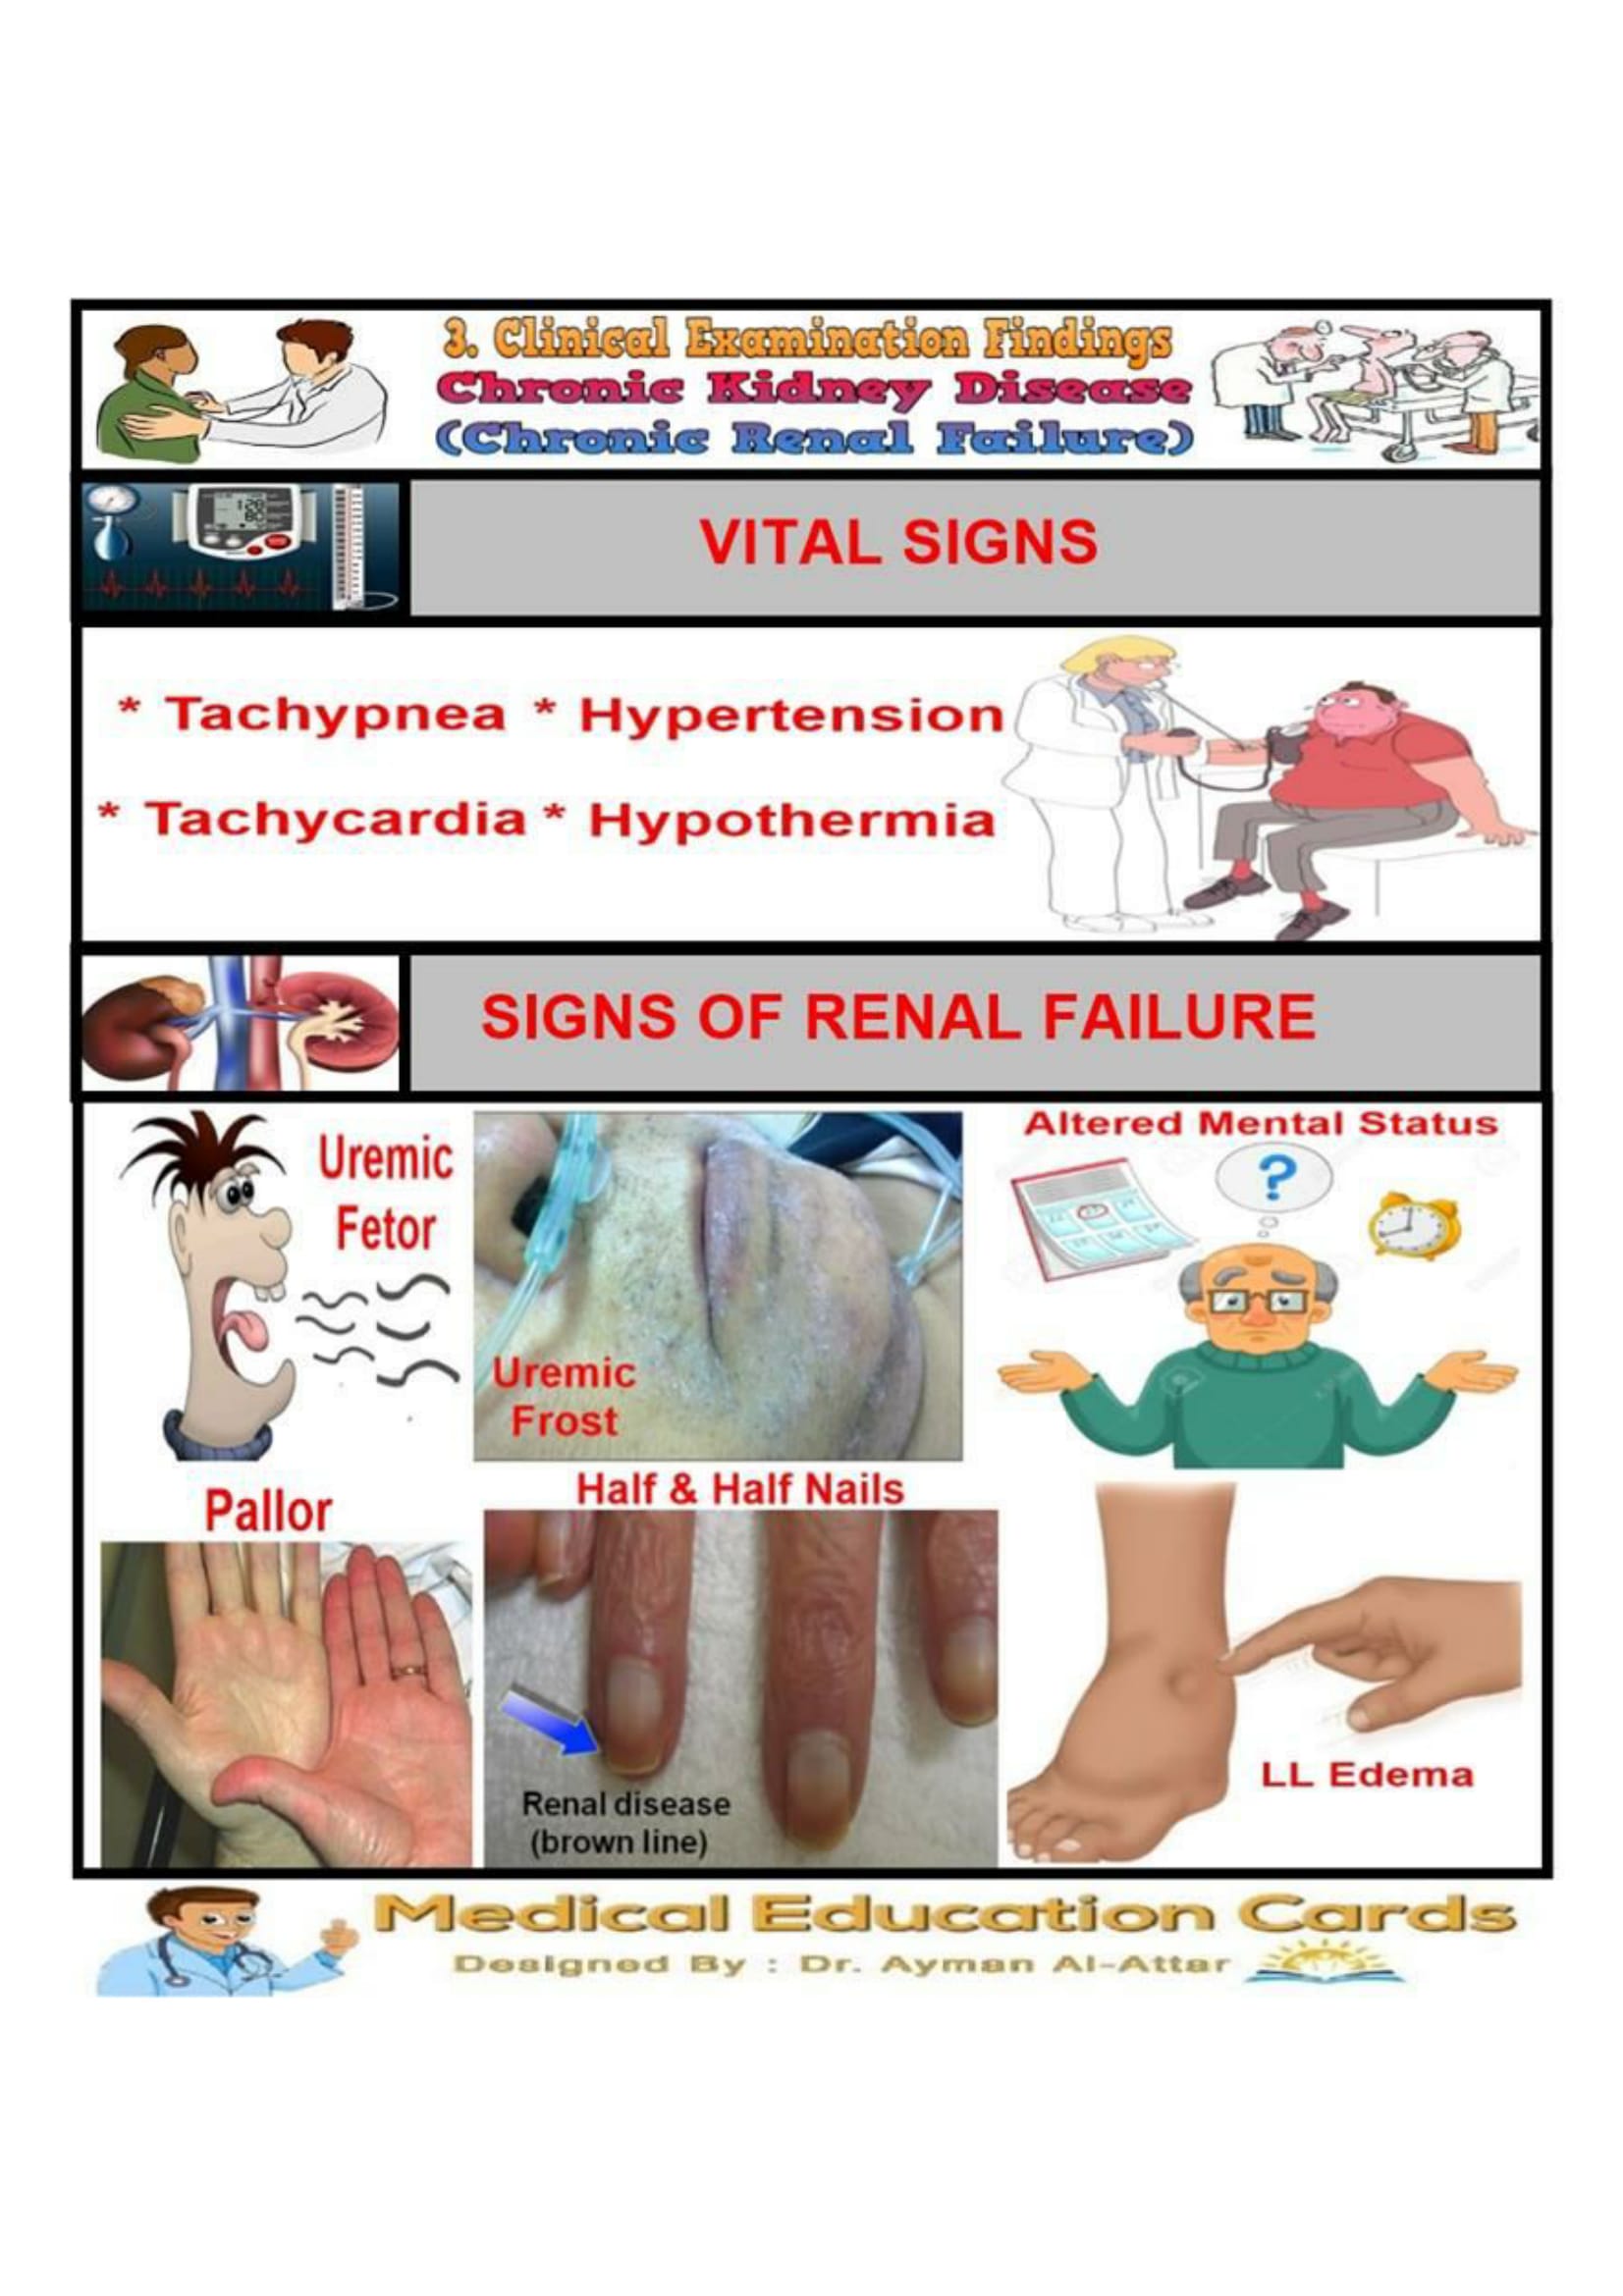 3. Clinical Examination Findings
Chronic Kidney Disease
(Chronic Renal Failure)
VITAL SIGNS
* Tachypnea * Hypertension
* Tachycardia * Hypothermia
SIGNS OF RENAL FAILURE
Uremic
Fetor
Uremic
Frost
Altered Mental Status
?
Pallor
Half & Half Nails
Renal disease
(brown line)
LL Edema
Medical Education Cards
Designed By : Dr. Ayman Al-Attar